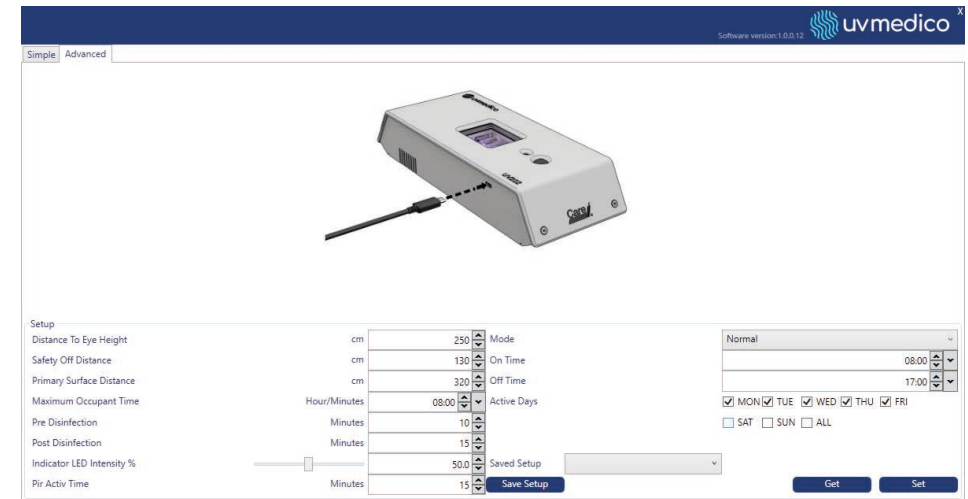 X
uvmedico
Software version:1.0.0.12
Simple Advanced
uvmedico
UV222
Care
Setup
Distance To Eye Height cm 250 Mode Normal
Safety Off Distance cm 130 On Time 08:00
Primary Surface Distance cm 320 Off Time 17:00
Maximum Occupant Time Hour/Minutes 08:00 Active Days MON TUE WED THU FRI
Pre Disinfection Minutes 10 SAT SUN ALL
Post Disinfection Minutes 15
Indicator LED Intensity % 50.0 Saved Setup
Pir Activ Time Minutes 15 Save Setup Get Set